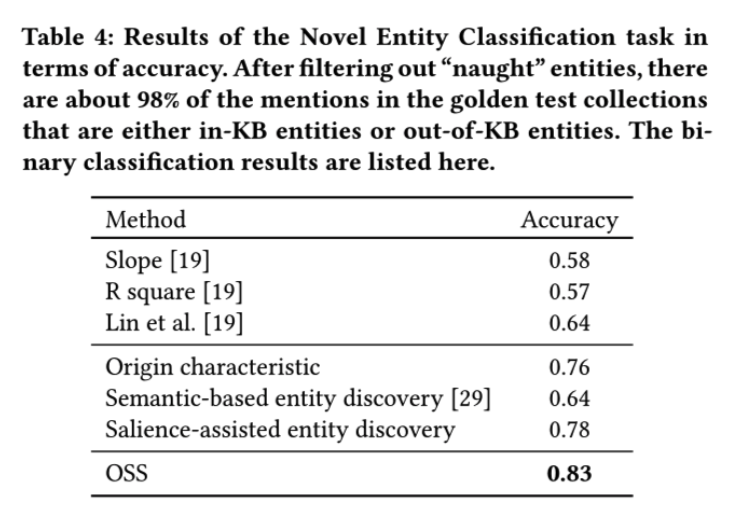 Table 4: Results of the Novel Entity Classification task in
terms of accuracy. After filtering out “naught” entities, there
are about 98% of the mentions in the golden test collections
that are either in-KB entities or out-of-KB entities. The bi-
nary classification results are listed here.
Method Accuracy
Slope [19] 0.58
R square [19] 0.57
Lin et al. [19] 0.64
Origin characteristic 0.76
Semantic-based entity discovery [29] 0.64
Salience-assisted entity discovery 0.78
OSS 0.83